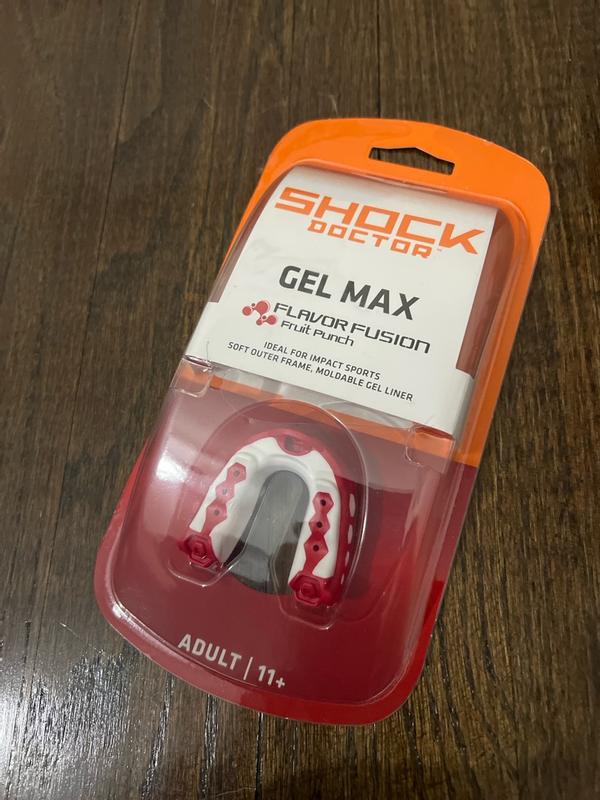 SHOCK
DOCTOR™
GEL MAX
FLAVOR FUSION
Fruit Punch
IDEAL FOR IMPACT SPORTS
SOFT OUTER FRAME, MOLDABLE GEL LINER
ADULT | 11+